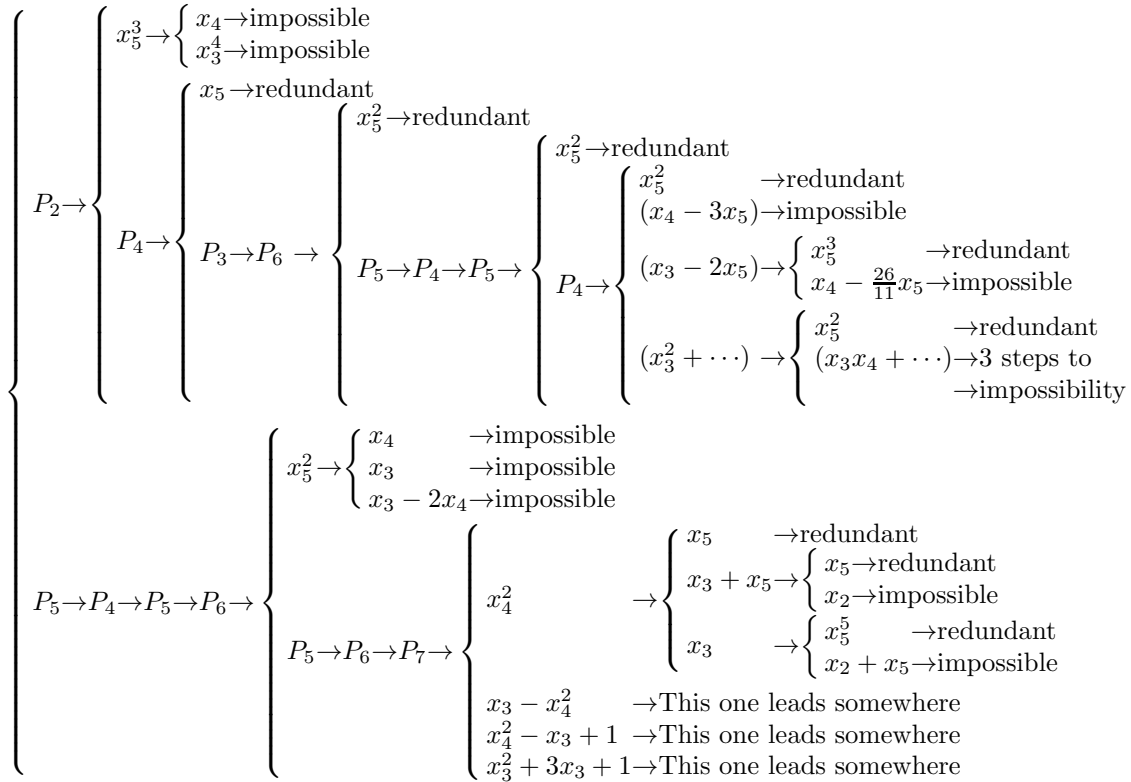 x_5^3→ x_4→impossible
x_3^4→impossible
P_2→
x_5→redundant
P_4→
x_5^2→redundant
P_3→P_6 →
x_5^2→redundant
P_5→P_4→P_5→
x_5^2 →redundant
P_4→ (x_4 − 3x_5)→impossible
(x_3 − 2x_5)→ x_5^3 →redundant
x_4 − \frac{26}{11}x_5→impossible
(x_3^2 + ⋯) → x_5^2 →redundant
(x_3x_4 + ⋯)→3 steps to
→impossibility
P_5→P_4→P_5→P_6→
x_5^2→ x_4 →impossible
x_3 →impossible
x_3 − 2x_4→impossible
P_5→P_6→P_7→
x_4^2 → x_5 →redundant
x_3 + x_5→ x_5→redundant
x_2→impossible
x_3 → x_5^5 →redundant
x_2 + x_5→impossible
x_3 − x_4^2 →This one leads somewhere
x_4^2 − x_3 + 1 →This one leads somewhere
x_3^2 + 3x_3 + 1→This one leads somewhere